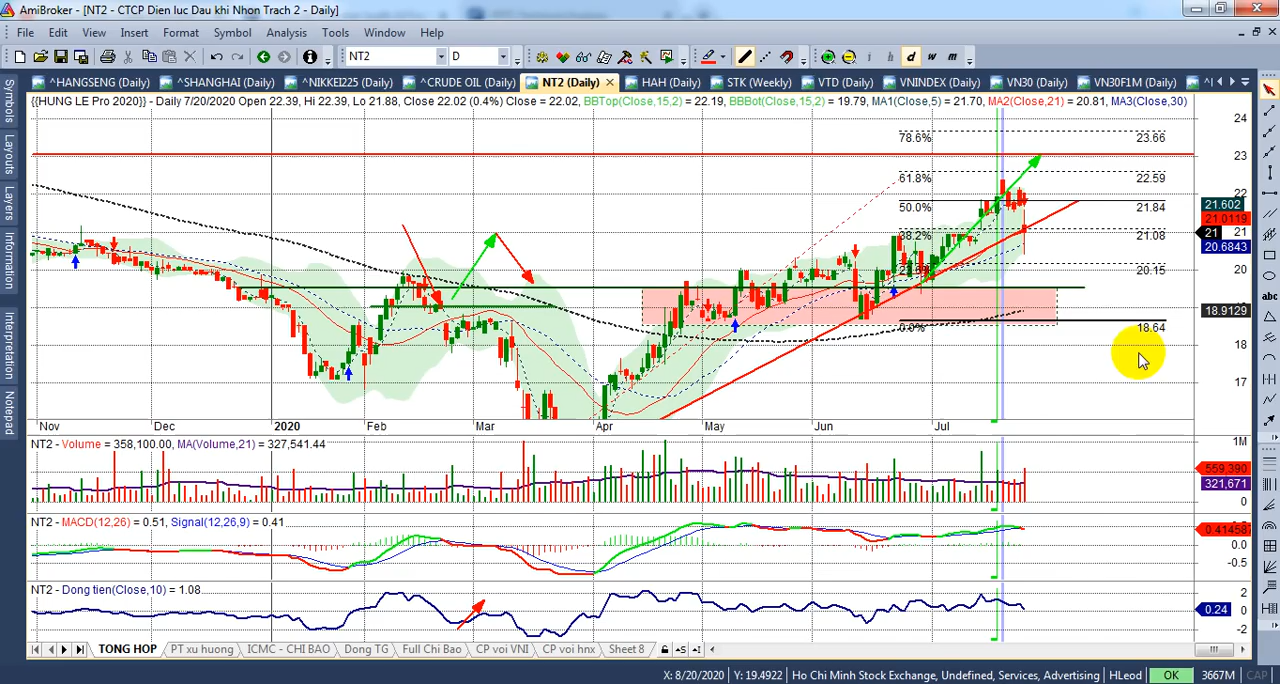 AmiBroker - [NT2 - CTCP Dien luc Dau khi Nhon Trach 2 - Daily]
File Edit View Insert Format Symbol Analysis Tools Window Help
NT2 D i h d w m
^HANGSENG (Daily) ^SHANGHAI (Daily) ^NIKKEI225 (Daily) ^CRUDE OIL (Daily) NT2 (Daily) HAH (Daily) STK (Weekly) VTD (Daily) VNINDEX (Daily) VN30 (Daily) VN30F1M (Daily)
{{HUNG LE Pro 2020}} - Daily 7/20/2020 Open 22.39, Hi 22.39, Lo 21.88, Close 22.02 (0.4%) Close = 22.02, BBTop(Close,15,2) = 22.19, BBBot(Close,15,2) = 19.79, MA1(Close,5) = 21.70, MA2(Close,21) = 20.81, MA3(Close,30)
Symbols
Layouts
Layers
Information
Interpretation
Notepad
78.6% 23.66
61.8% 22.59
50.0% 21.84
38.2% 21.08
20.15
0.0% 18.64
24
23
22
21.602
21.0119
21
20.6843
20
18.9129
18
17
abc
Nov Dec 2020 Feb Mar Apr May Jun Jul
NT2 - Volume = 358,100.00, MA(Volume,21) = 327,541.44
1M
559,390
321,671
0
NT2 - MACD(12,26) = 0.51, Signal(12,26,9) = 0.41
0.414587
0.0
-0.5
NT2 - Dong tien(Close,10) = 1.08
2
0.24
0
-2
TONG HOP PT xu huong ICMC - CHI BAO Dong TG Full Chi Bao CP voi VNI CP voi hnx Sheet 8
X: 8/20/2020 Y: 19.4922 Ho Chi Minh Stock Exchange, Undefined, Services, Advertising HLeod OK 3667M CAP